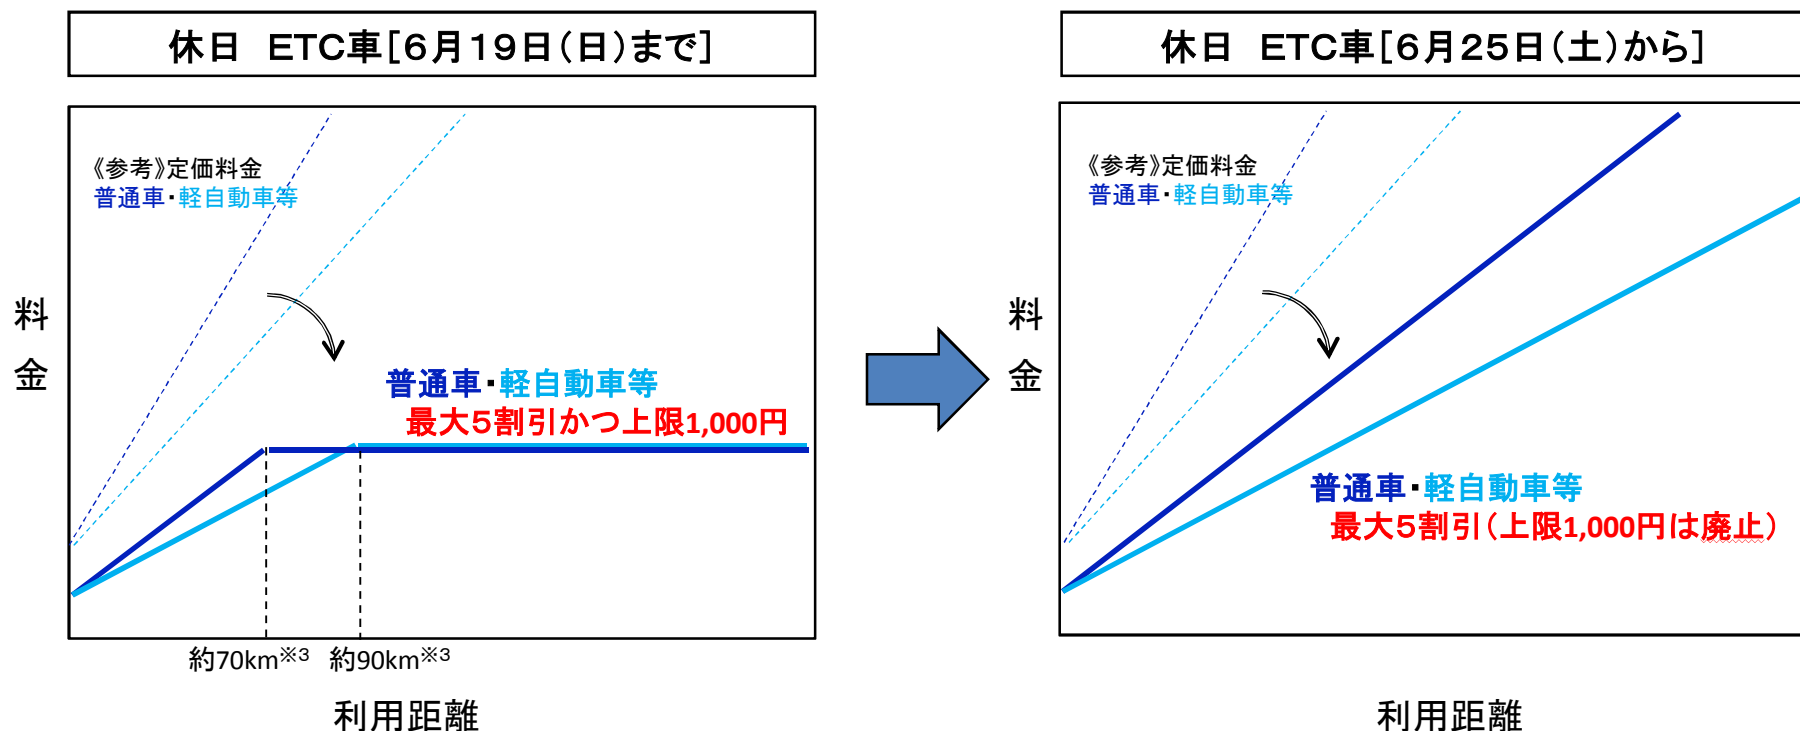 休日　ETC車[6月19日(日)まで]
《参考》定価料金
普通車・軽自動車等
料金
普通車・軽自動車等
最大5割引かつ上限1,000円
約70km※3　約90km※3
利用距離
休日　ETC車[6月25日(土)から]
《参考》定価料金
普通車・軽自動車等
料金
普通車・軽自動車等
最大5割引(上限1,000円は廃止)
利用距離